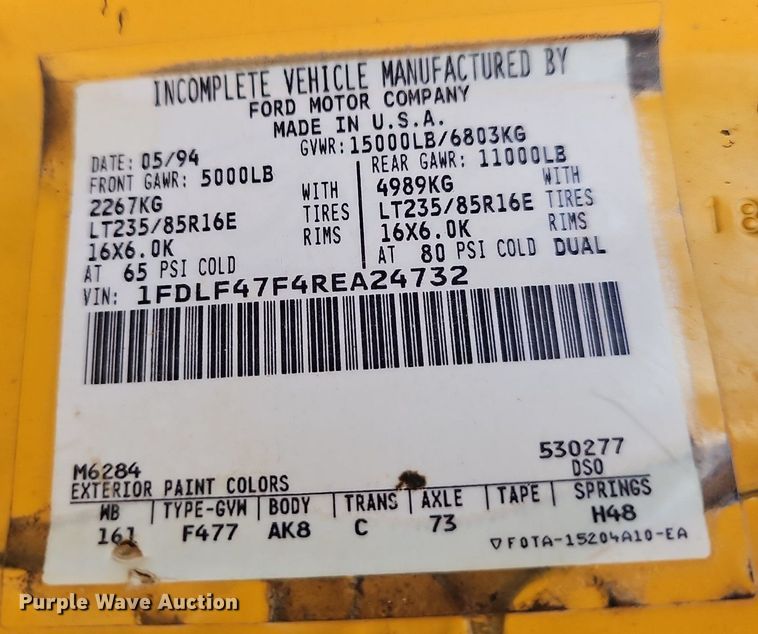 INCOMPLETE VEHICLE MANUFACTURED BY
FORD MOTOR COMPANY
MADE IN U.S.A.
DATE: 05/94 GVWR: 15000LB/6803KG
FRONT GAWR: 5000LB REAR GAWR: 11000LB
2267KG WITH 4989KG WITH
LT235/85R16E TIRES LT235/85R16E TIRES
16X6.0K RIMS 16X6.0K RIMS
AT 65 PSI COLD AT 80 PSI COLD DUAL
VIN: 1FDLF47F4REA24732
M6284 530277
EXTERIOR PAINT COLORS DSO
WB TYPE-GVW BODY TRANS AXLE TAPE SPRINGS
161 F477 AK8 C 73 H48
F0TA-15204A10-EA
18
Purple Wave Auction